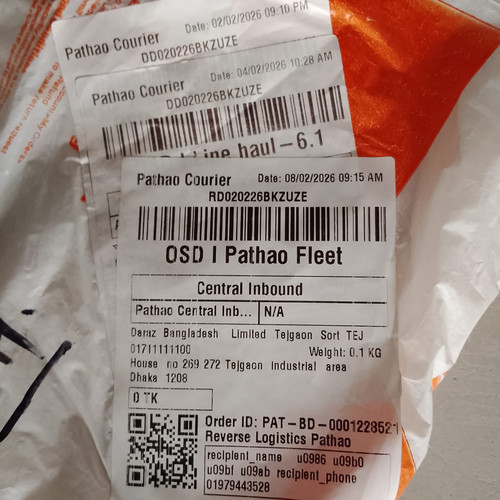 Pathao Courier
Date: 02/02/2026 09:10 PM
DD020226BKZUZE
Pathao Courier
Date: 04/02/2026 10:28 AM
DD020226BKZUZE
haul-6.1
Pathao Courier
Date: 08/02/2026 09:15 AM
RD020226BKZUZE
OSD I Pathao Fleet
Central Inbound
Pathao Central Inb... N/A
Daraz Bangladesh Limited Tejgaon Sort TEJ
01711111100
Weight: 0.1 KG
House no 269 272 Tejgaon industrial area
Dhaka 1208
0 TK
Order ID: PAT-BD-0001228521
Reverse Logistics Pathao
recipient_name u0986 u09b0
u09bf u09ab recipient_phone
01979443528